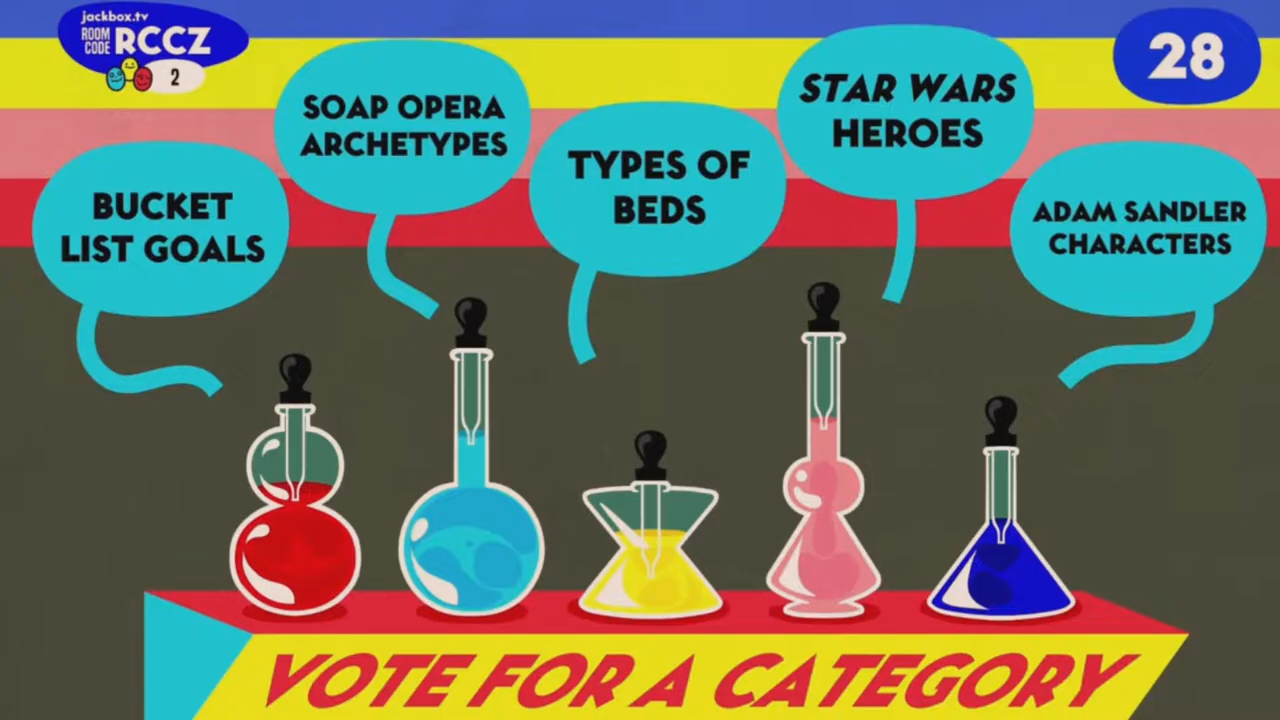 jackbox.tv
ROOM
CODE
RCCZ
2
28
BUCKET
LIST GOALS
SOAP OPERA
ARCHETYPES
TYPES OF
BEDS
STAR WARS
HEROES
ADAM SANDLER
CHARACTERS
VOTE FOR A CATEGORY